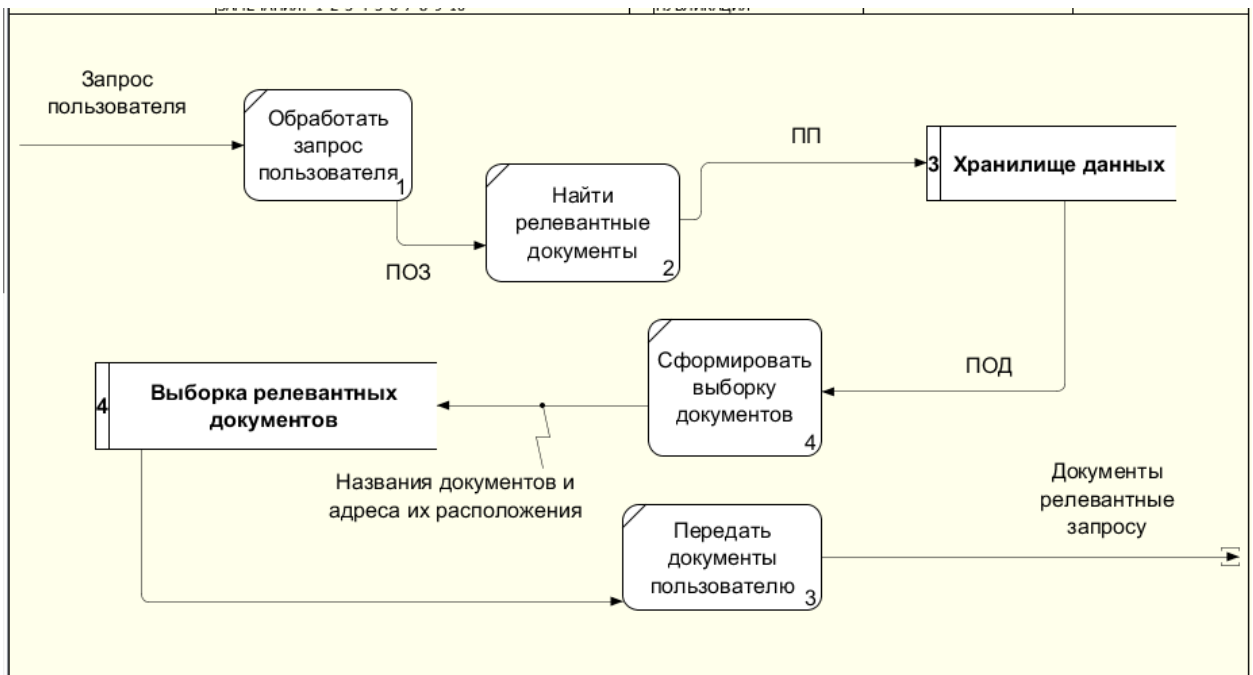 Запрос
пользователя
Обработать
запрос
пользователя
1
ПОЗ
Найти
релевантные
документы
2
ПП
3
Хранилище данных
ПОД
Сформировать
выборку
документов
4
4
Выборка релевантных
документов
Названия документов и
адреса их расположения
Передать
документы
пользователю
3
Документы
релевантные
запросу